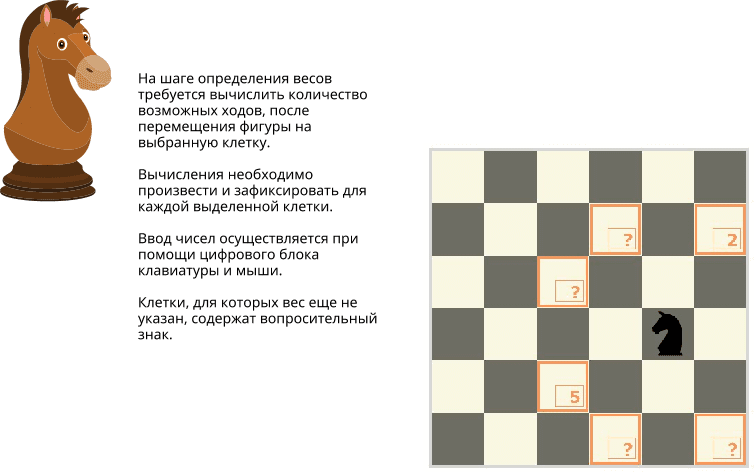 На шаге определения весов
требуется вычислить количество
возможных ходов, после
перемещения фигуры на
выбранную клетку.
Вычисления необходимо
произвести и зафиксировать для
каждой выделенной клетки.
Ввод чисел осуществляется при
помощи цифрового блока
клавиатуры и мыши.
Клетки, для которых вес еще не
указан, содержат вопросительный
знак.
? 2
?
5
? ?